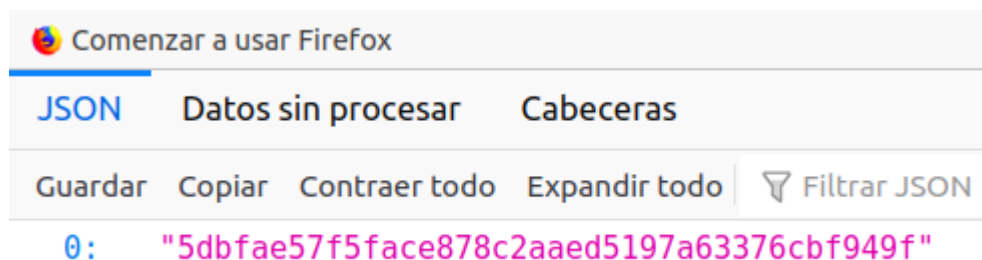 Comenzar a usar Firefox
JSON Datos sin procesar Cabeceras
Guardar Copiar Contraer todo Expandir todo Filtrar JSON
0: "5dbfae57f5face878c2aaed5197a63376cbf949f"